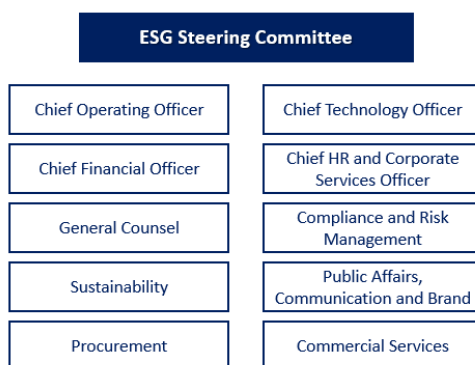 ESG Steering Committee
Chief Operating Officer
Chief Technology Officer
Chief Financial Officer
Chief HR and Corporate
Services Officer
General Counsel
Compliance and Risk
Management
Sustainability
Public Affairs,
Communication and Brand
Procurement
Commercial Services